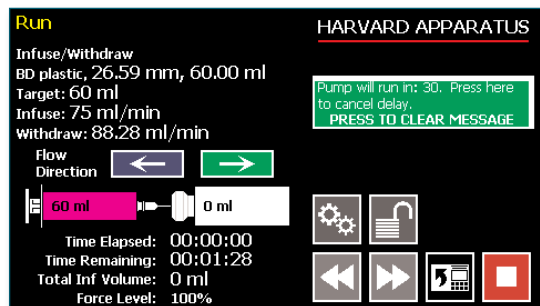 Run
HARVARD APPARATUS
Infuse/Withdraw
BD plastic, 26.59 mm, 60.00 ml
Target: 60 ml
Infuse: 75 ml/min
Withdraw: 88.28 ml/min
Pump will run in: 30. Press here
to cancel delay.
PRESS TO CLEAR MESSAGE
Flow
Direction
60 ml
0 ml
Time Elapsed: 00:00:00
Time Remaining: 00:01:28
Total Inf Volume: 0 ml
Force Level: 100%